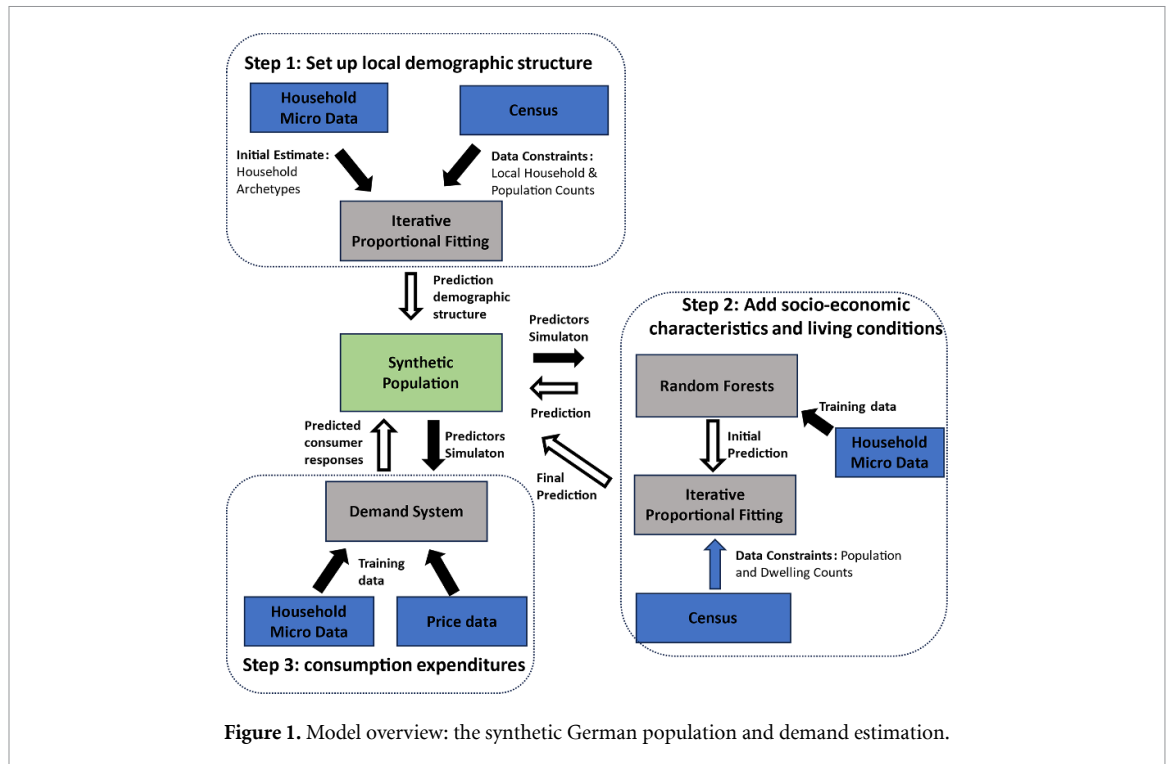 Step 1: Set up local demographic structure
Household
Micro Data
Census
Initial Estimate:
Household
Archetypes
Data Constraints:
Local Household &
Population Counts
Iterative
Proportional Fitting
Prediction
demographic
structure
Synthetic
Population
Predictors
Simulaton
Prediction
Step 2: Add socio-economic
characteristics and living conditions
Random Forests
Training data
Household
Micro Data
Initial
Prediction
Iterative
Proportional Fitting
Final
Prediction
Data Constraints: Population
and Dwelling Counts
Census
Predicted
consumer
responses
Predictors
Simulaton
Demand System
Training
data
Household
Micro Data
Price data
Step 3: consumption expenditures
Figure 1. Model overview: the synthetic German population and demand estimation.